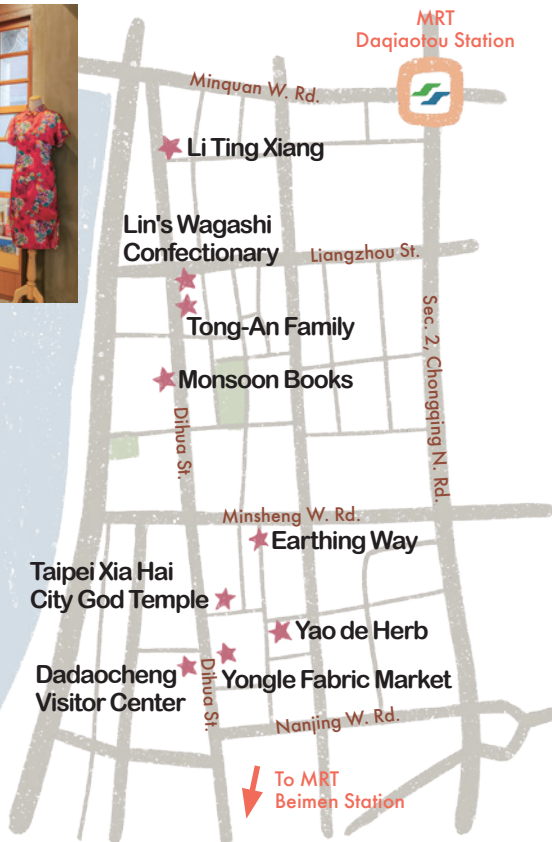 MRT
Daqiaotou Station
Minquan W. Rd.
Li Ting Xiang
Lin's Wagashi
Confectionary
Liangzhou St.
Tong-An Family
Sec. 2, Chongqing N. Rd.
Monsoon Books
Dihua St.
Minsheng W. Rd.
Earthing Way
Taipei Xia Hai
City God Temple
Yao de Herb
Dadaocheng
Visitor Center
Dihua St.
Yongle Fabric Market
Nanjing W. Rd.
To MRT
Beimen Station